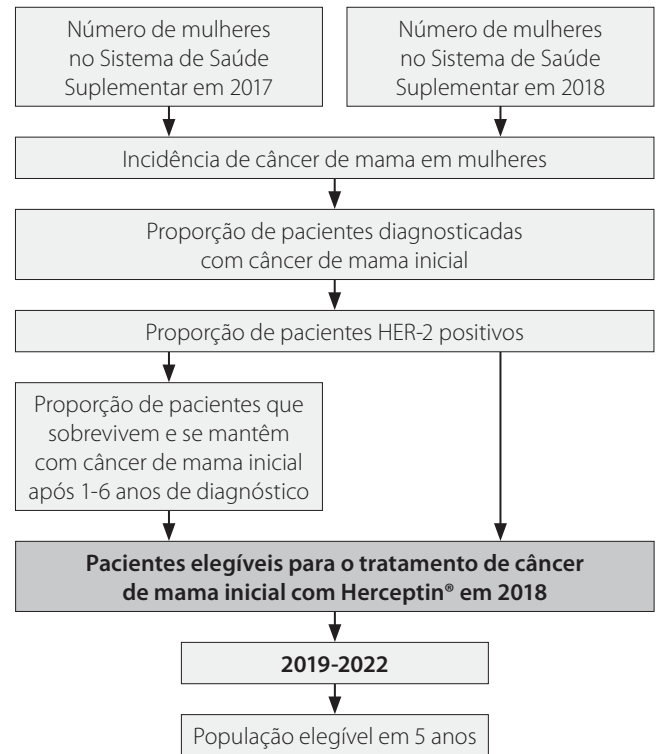 Número de mulheres
no Sistema de Saúde
Suplementar em 2017
Número de mulheres
no Sistema de Saúde
Suplementar em 2018
Incidência de câncer de mama em mulheres
Proporção de pacientes diagnosticadas
com câncer de mama inicial
Proporção de pacientes HER-2 positivos
Proporção de pacientes que
sobrevivem e se mantêm
com câncer de mama inicial
após 1-6 anos de diagnóstico
Pacientes elegíveis para o tratamento de câncer
de mama inicial com Herceptin® em 2018
2019-2022
População elegível em 5 anos